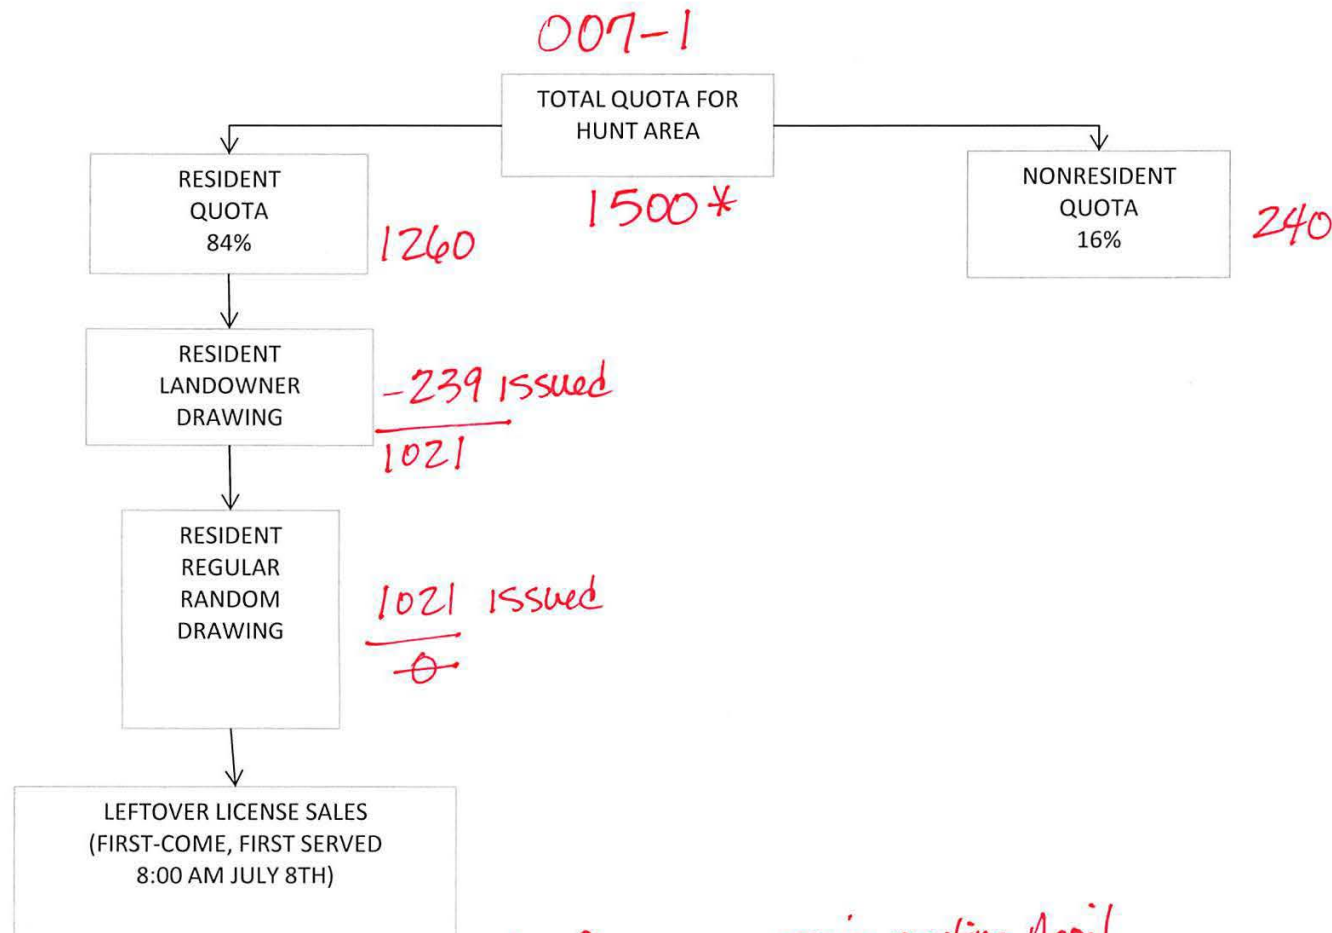 007-1
TOTAL QUOTA FOR
HUNT AREA
1500*
RESIDENT
QUOTA
84%
1260
NONRESIDENT
QUOTA
16%
240
RESIDENT
LANDOWNER
DRAWING
-239 issued
1021
RESIDENT
REGULAR
RANDOM
DRAWING
1021 issued
0
LEFTOVER LICENSE SALES
(FIRST-COME, FIRST SERVED
8:00 AM JULY 8TH)
April